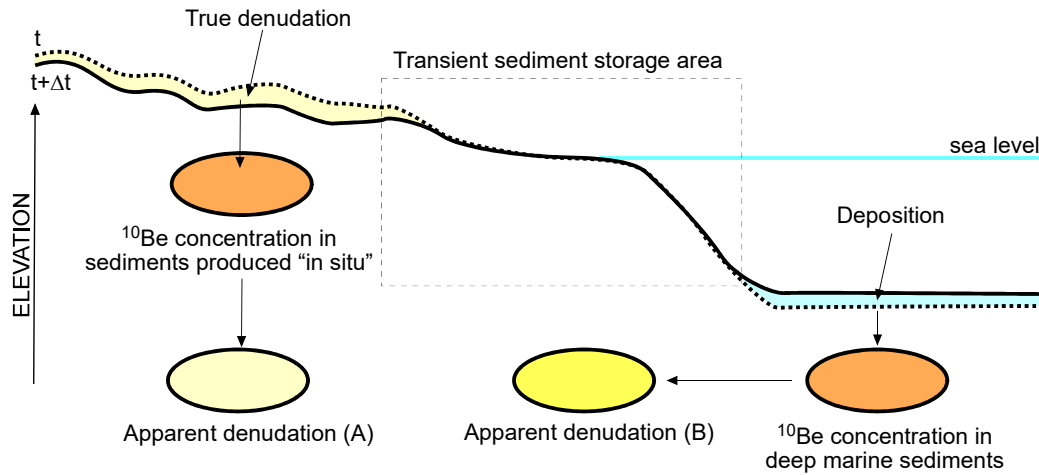 True denudation
t
t+Δt
Transient sediment storage area
sea level
ELEVATION
Deposition
¹⁰Be concentration in
sediments produced “in situ”
Apparent denudation (A)
Apparent denudation (B)
¹⁰Be concentration in
deep marine sediments